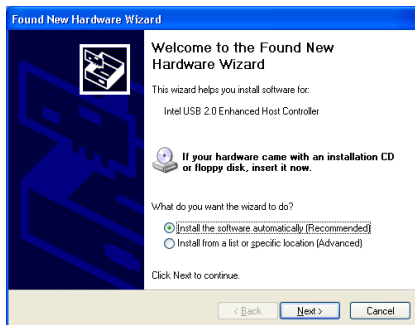 Found New Hardware Wizard
Welcome to the Found New
Hardware Wizard
This wizard helps you install software for:
Intel USB 2.0 Enhanced Host Controller
If your hardware came with an installation CD
or floppy disk, insert it now.
What do you want the wizard to do?
Install the software automatically (Recommended)
Install from a list or specific location (Advanced)
Click Next to continue.
< Back
Next >
Cancel